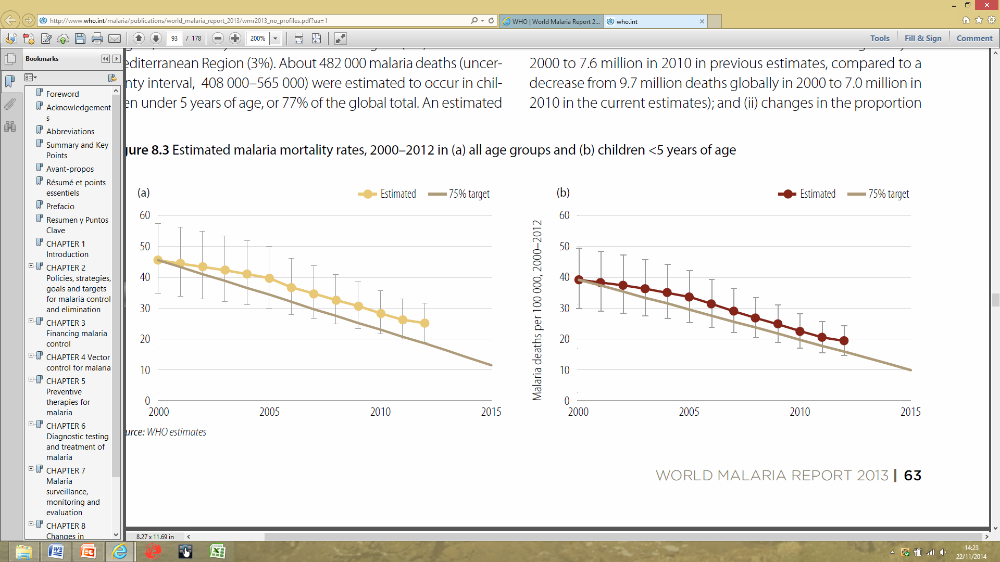 http://www.who.int/malaria/publications/world_malaria_report_2013/wmr2013_no_profiles.pdf?ua=1
WHO | World Malaria Report 2...
who.int
93 / 178
200%
Tools
Fill & Sign
Comment
Bookmarks
Foreword
Acknowledgement
s
Abbreviations
Summary and Key
Points
Avant-propos
Résumé et points
essentiels
Prefacio
Resumen y Puntos
Clave
CHAPTER 1
Introduction
CHAPTER 2
Policies, strategies,
goals and targets
for malaria control
and elimination
CHAPTER 3
Financing malaria
control
CHAPTER 4 Vector
control for malaria
CHAPTER 5
Preventive
therapies for
malaria
CHAPTER 6
Diagnostic testing
and treatment of
malaria
CHAPTER 7
Malaria
surveillance,
monitoring and
evaluation
CHAPTER 8
Changes in
editerranean Region (3%). About 482 000 malaria deaths (uncer-
nty interval, 408 000–565 000) were estimated to occur in chil-
en under 5 years of age, or 77% of the global total. An estimated
2000 to 7.6 million in 2010 in previous estimates, compared to a
decrease from 9.7 million deaths globally in 2000 to 7.0 million in
2010 in the current estimates); and (ii) changes in the proportion
gure 8.3 Estimated malaria mortality rates, 2000–2012 in (a) all age groups and (b) children <5 years of age
(a)
Estimated
75% target
60
50
40
30
20
10
0
2000
2005
2010
2015
(b)
Estimated
75% target
Malaria deaths per 100 000, 2000–2012
60
50
40
30
20
10
0
2000
2005
2010
2015
urce: WHO estimates
WORLD MALARIA REPORT 2013 | 63
8.27 x 11.69 in
14:23
22/11/2014